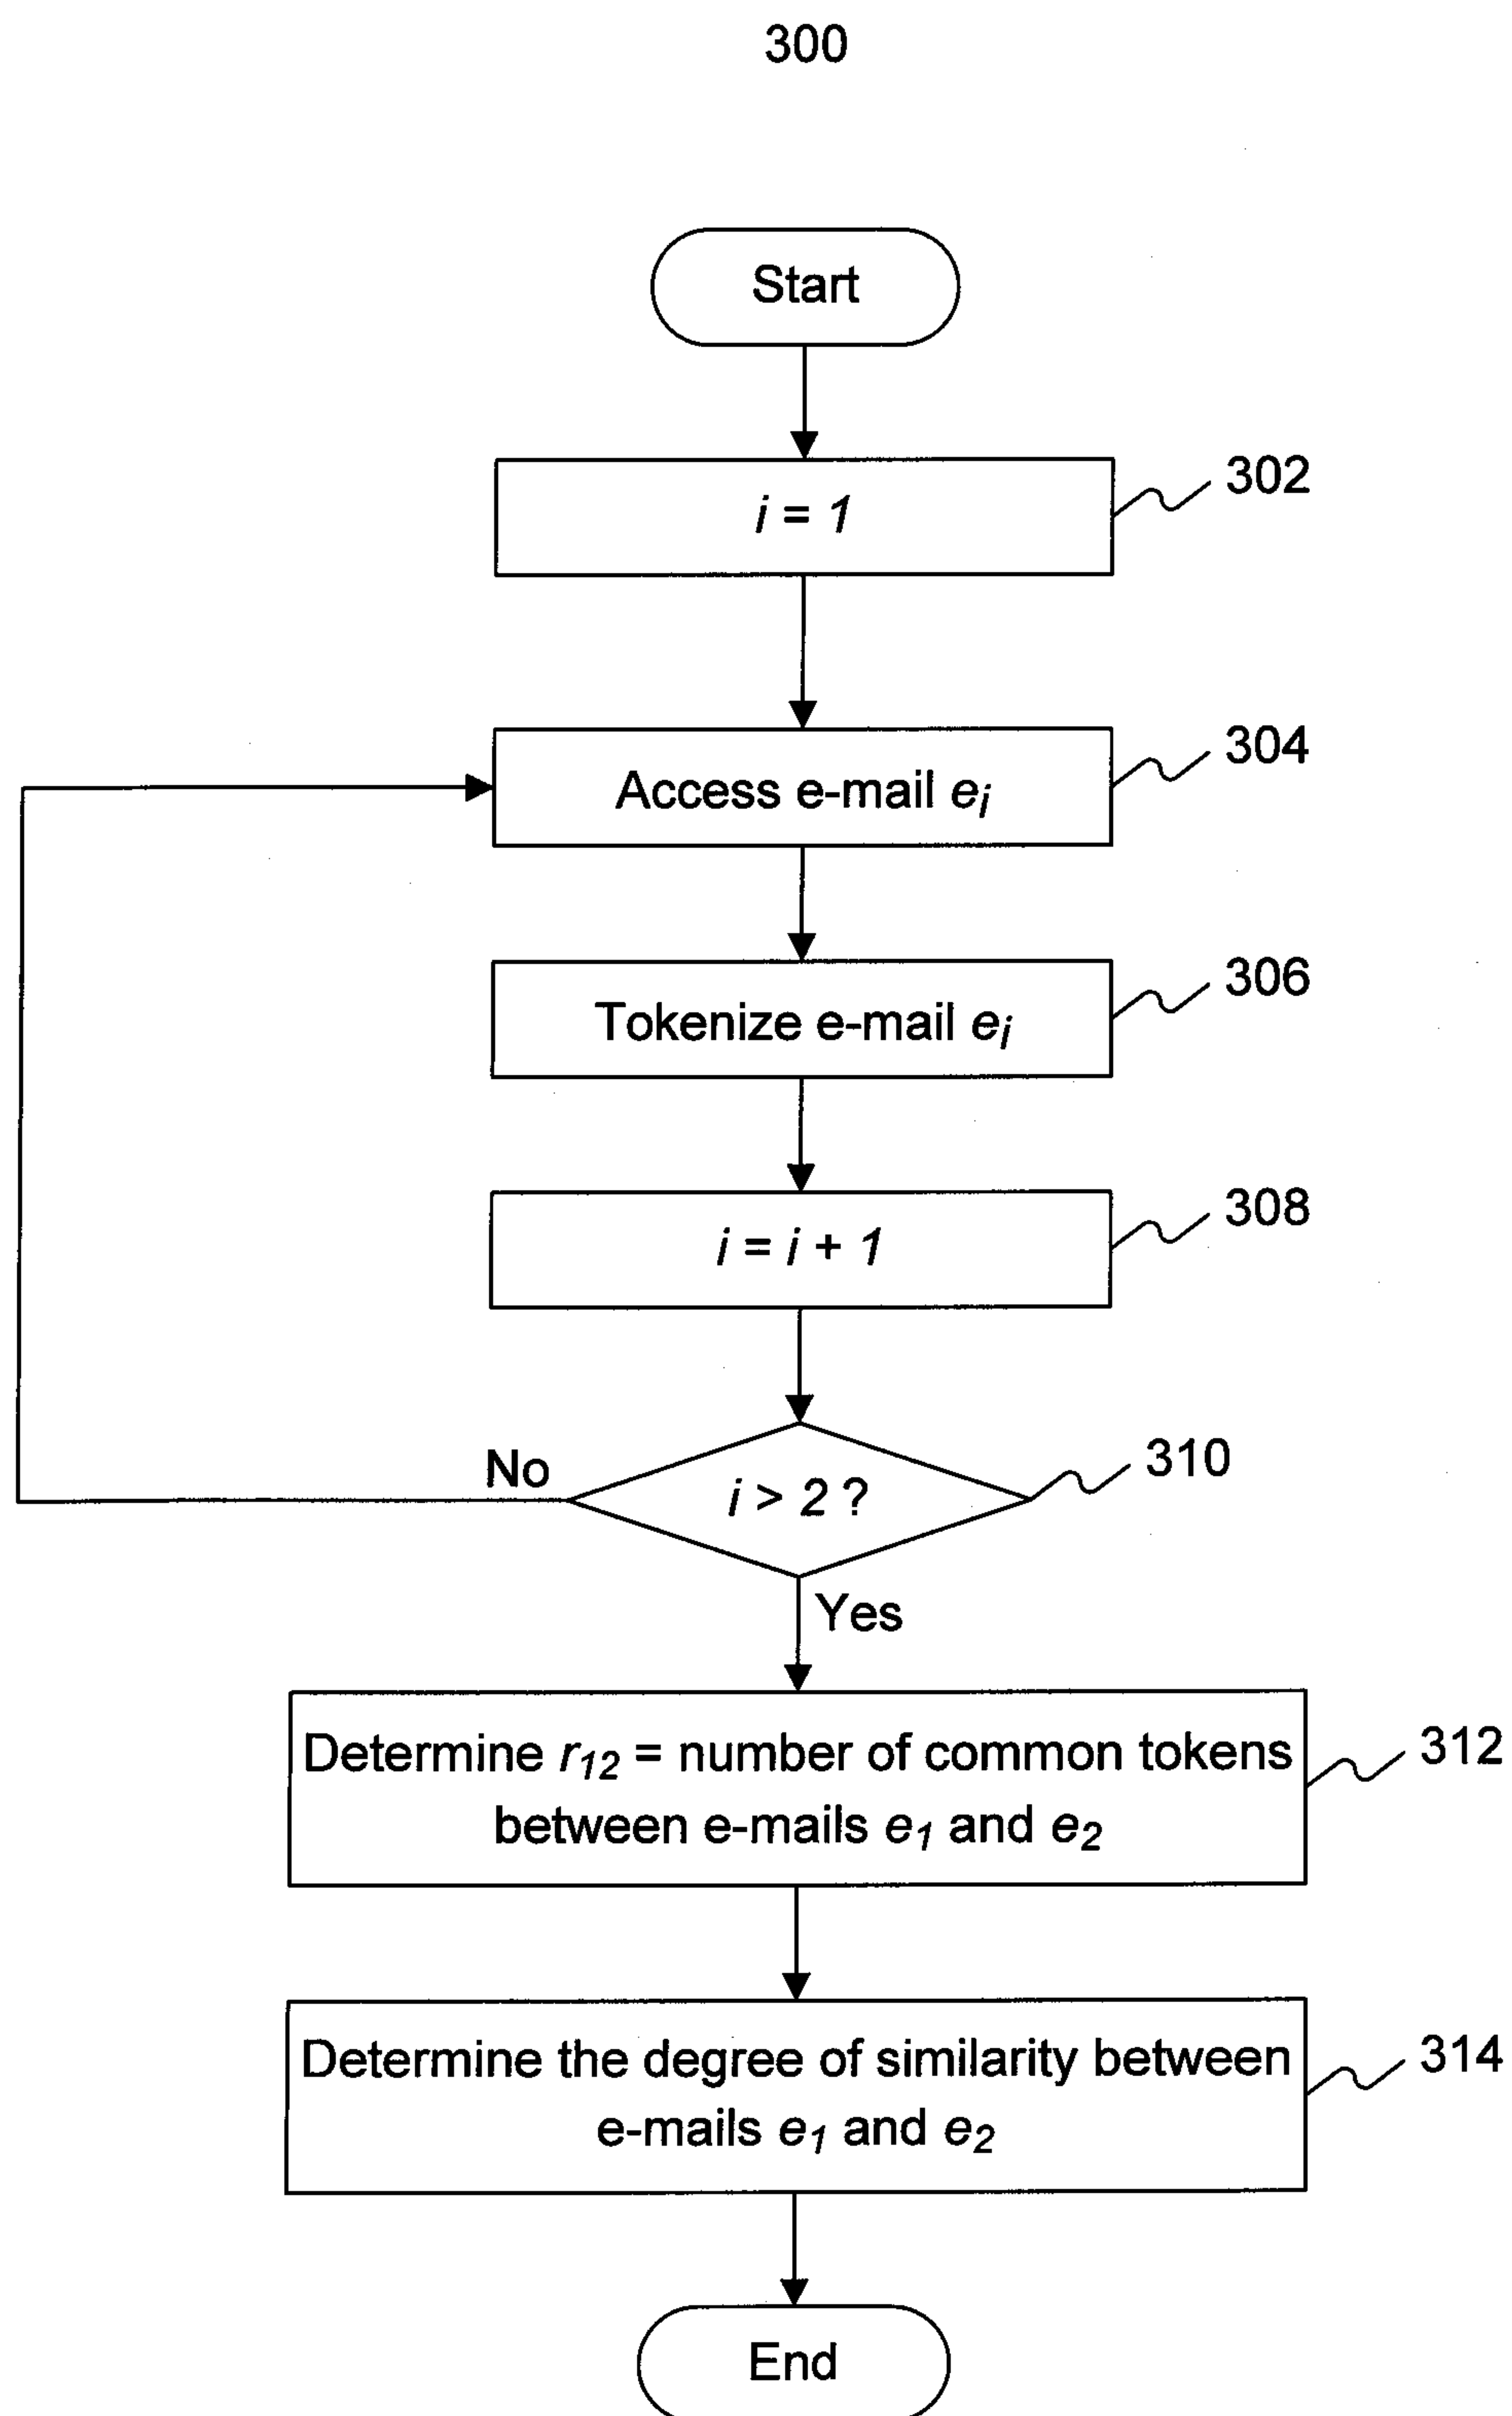 300
Start
i = 1
302
Access e-mail eᵢ
304
Tokenize e-mail eᵢ
306
i = i + 1
308
i > 2 ?
310
No
Yes
Determine r₁₂ = number of common tokens
between e-mails e₁ and e₂
312
Determine the degree of similarity between
e-mails e₁ and e₂
314
End